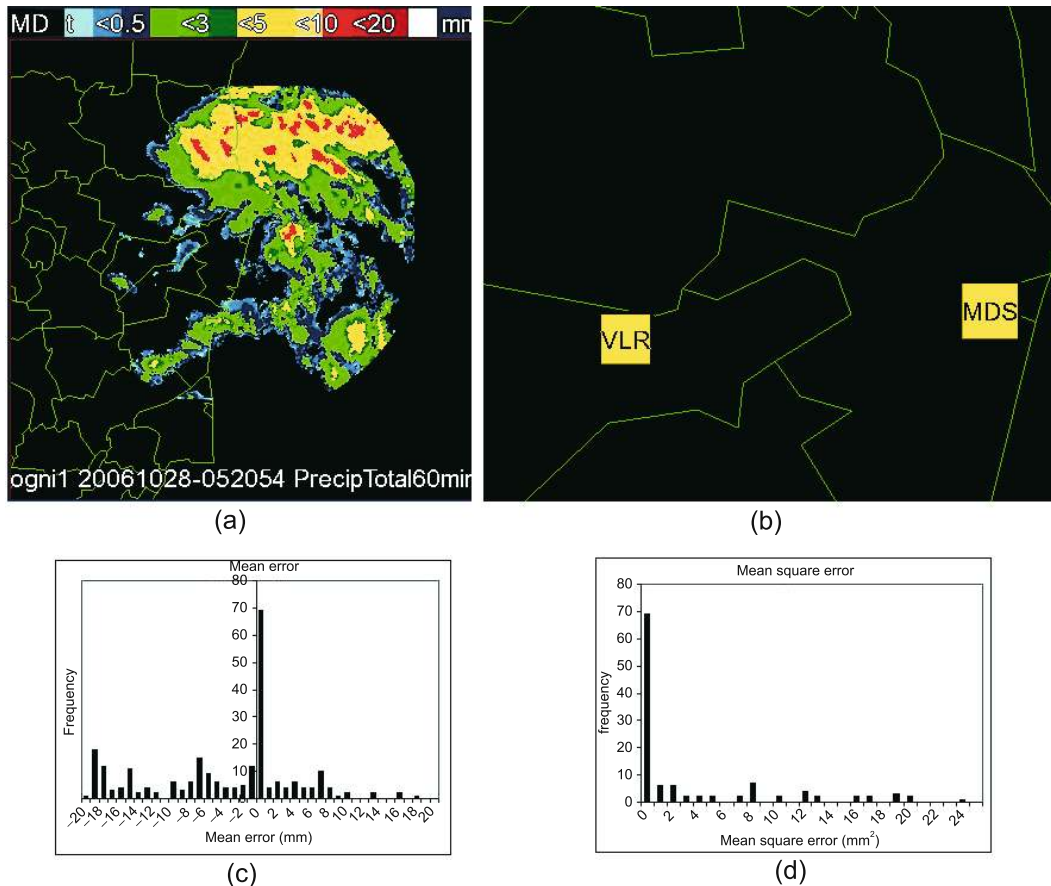 MD t <0.5 <3 <5 <10 <20 mm
ogni1 20061028-052054 PrecipTotal60min
(a)
VLR
MDS
(b)
Mean error
Frequency
80
70
60
50
40
30
20
10
0
−20 −18 −16 −14 −12 −10 −8 −6 −4 −2 0 2 4 6 8 10 12 14 16 18 20
Mean error (mm)
(c)
Mean square error
frequency
80
70
60
50
40
30
20
10
0
0 2 4 6 8 10 12 14 16 18 20 22 24
Mean square error (mm²)
(d)